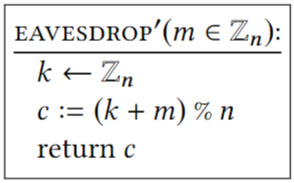 EAVESDROP′(m ∈ ℤₙ):
k ← ℤₙ
c := (k + m) % n
return c